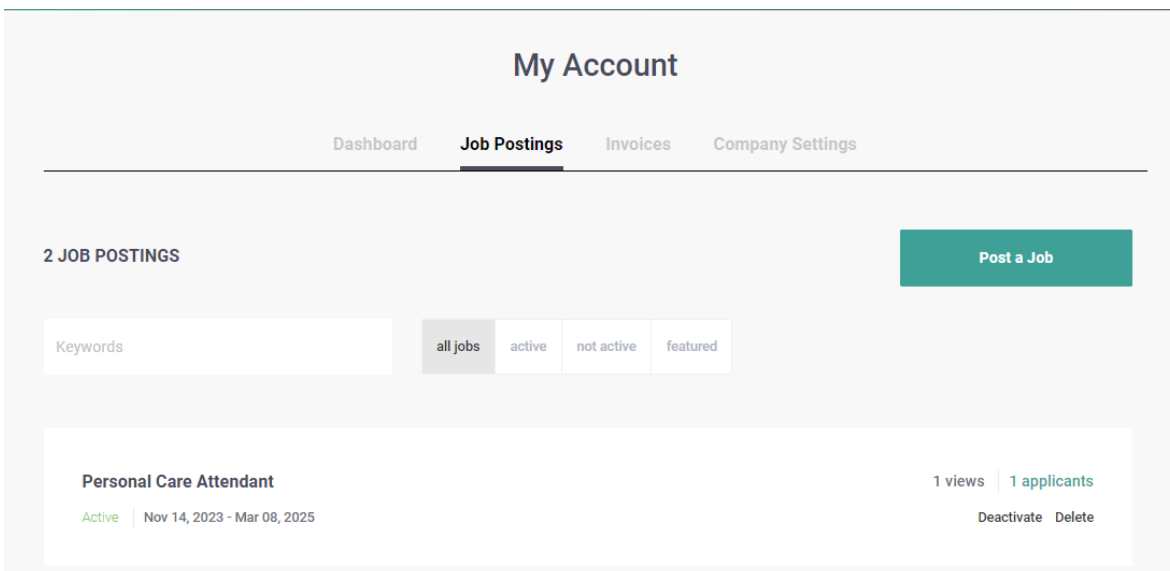 My Account
Dashboard Job Postings Invoices Company Settings
2 JOB POSTINGS
Post a Job
Keywords
all jobs active not active featured
Personal Care Attendant
1 views 1 applicants
Active Nov 14, 2023 - Mar 08, 2025
Deactivate Delete